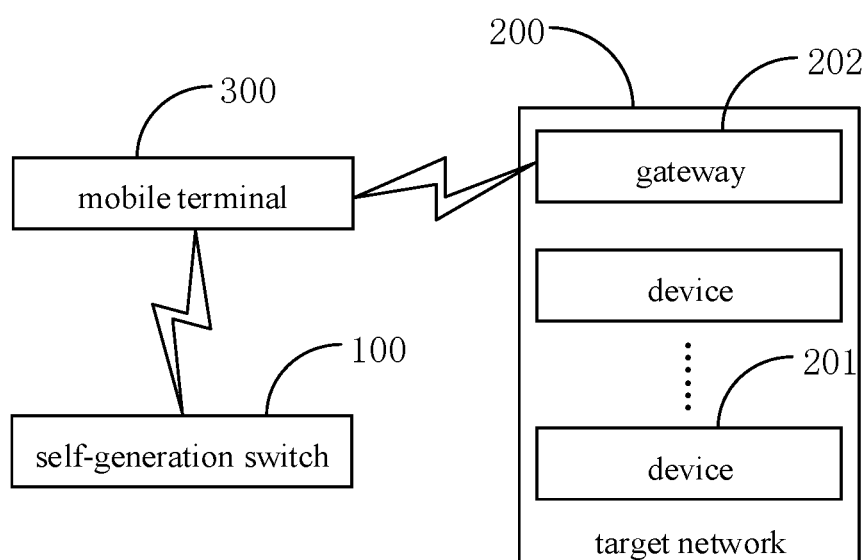 200
202
300
mobile terminal
gateway
device
100
201
self-generation switch
device
target network